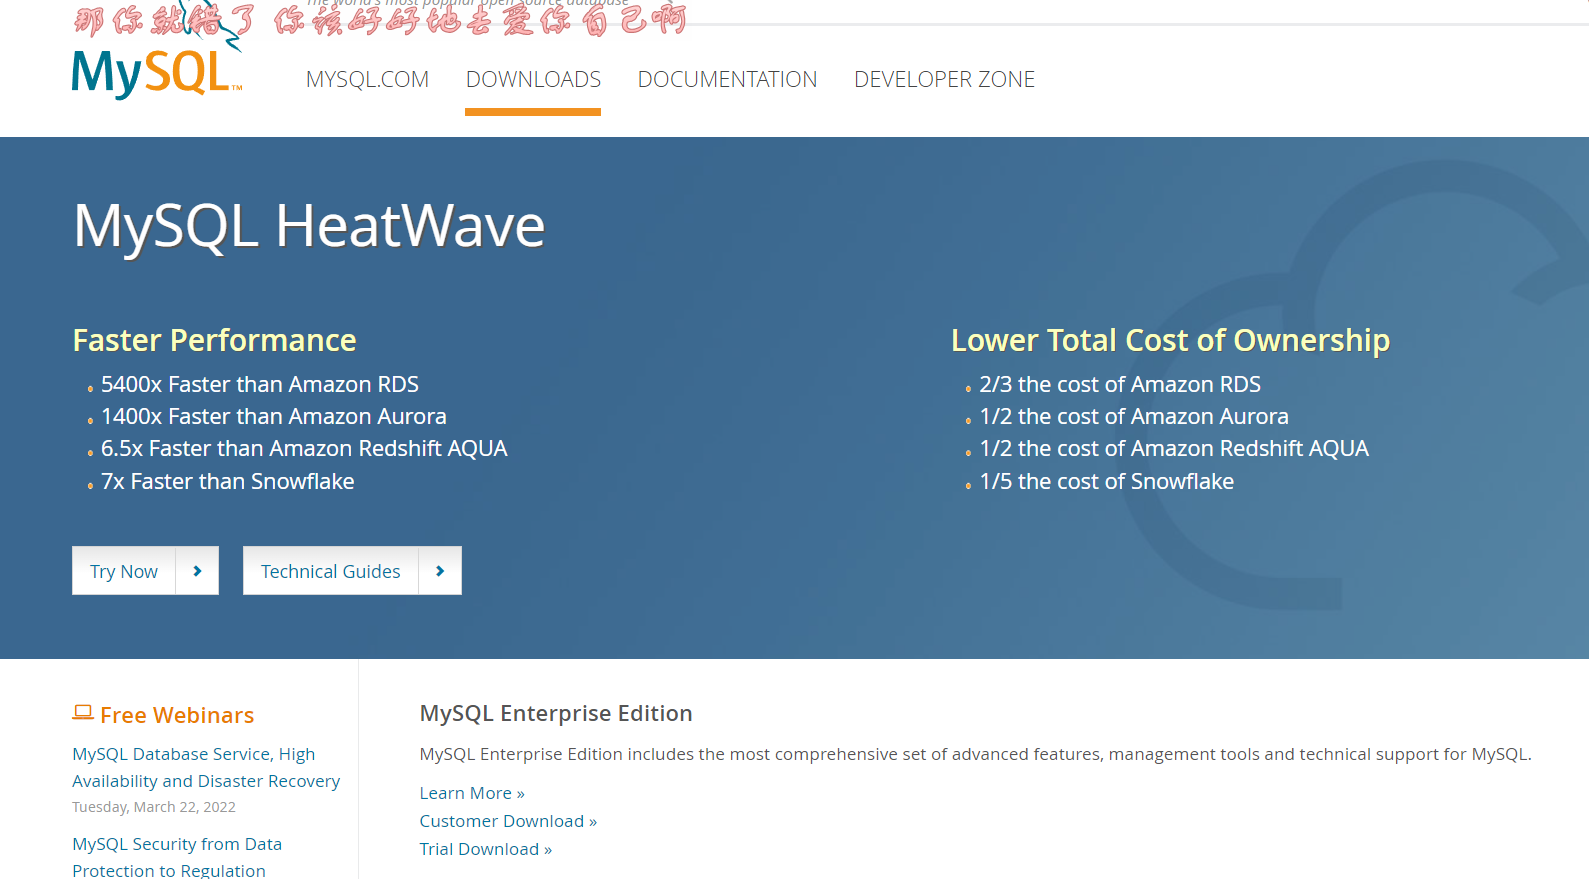 The world's most popular open source database
那你就错了 你该好好地去爱你自己啊
MySQL™
MYSQL.COM DOWNLOADS DOCUMENTATION DEVELOPER ZONE
MySQL HeatWave
Faster Performance
5400x Faster than Amazon RDS
1400x Faster than Amazon Aurora
6.5x Faster than Amazon Redshift AQUA
7x Faster than Snowflake
Lower Total Cost of Ownership
2/3 the cost of Amazon RDS
1/2 the cost of Amazon Aurora
1/2 the cost of Amazon Redshift AQUA
1/5 the cost of Snowflake
Try Now
Technical Guides
Free Webinars
MySQL Database Service, High
Availability and Disaster Recovery
Tuesday, March 22, 2022
MySQL Security from Data
Protection to Regulation
MySQL Enterprise Edition
MySQL Enterprise Edition includes the most comprehensive set of advanced features, management tools and technical support for MySQL.
Learn More »
Customer Download »
Trial Download »